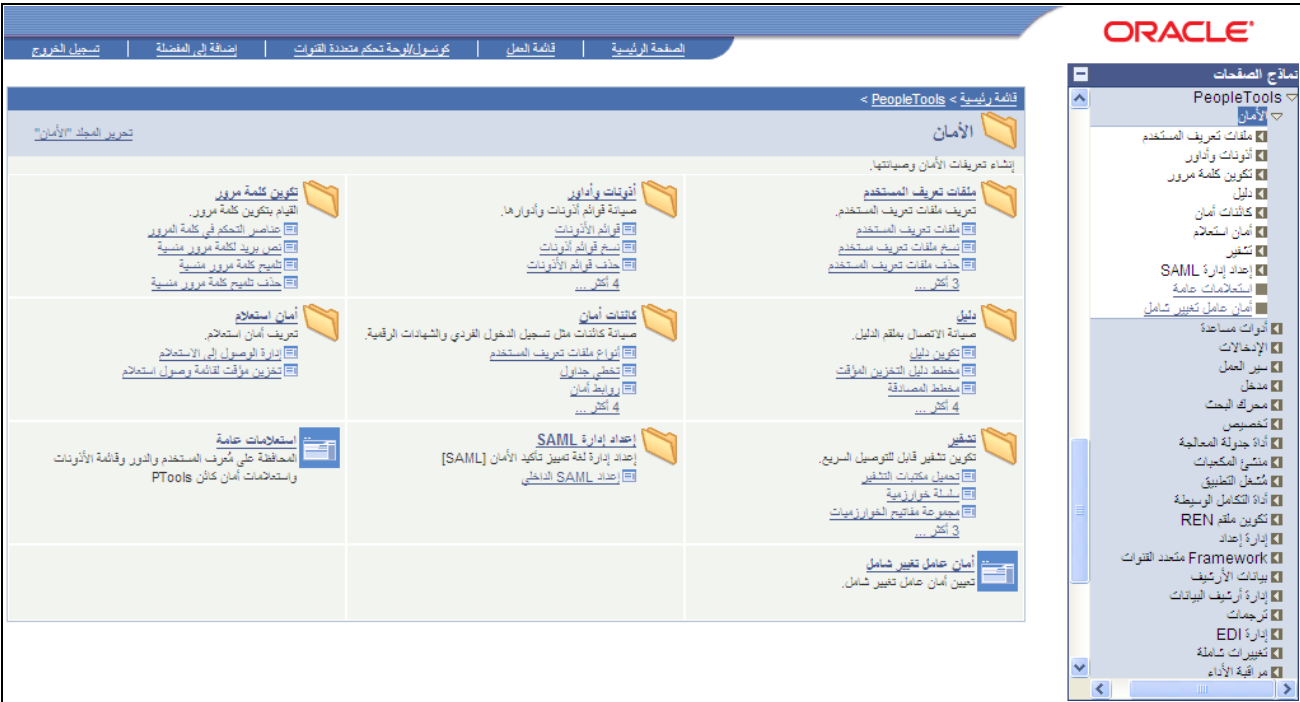 ORACLE
الصفحة الرئيسية
قائمة العمل
كونسول/لوحة تحكم متعددة القنوات
إضافة إلى المفضلة
تسجيل الخروج
نماذج الصفحات
PeopleTools
الأمان
ملفات تعريف المستخدم
أذونات وأدوار
تكوين كلمة مرور
دليل
كائنات أمان
أمان استعلام
تشفير
إعداد إدارة SAML
استعلامات عامة
أمان عامل تغيير شامل
أدوات مساعدة
الإدخالات
سير العمل
مدخل
محرك البحث
تخصيص
أداة جدولة المعالجة
منشئ المكعبات
مُشغل التطبيق
أداة التكامل الوسيطة
تكوين ملقم REN
إدارة إعداد
Framework متعدد القنوات
بيانات الأرشيف
إدارة أرشيف البيانات
ترجمات
إدارة EDI
تغييرات شاملة
مراقبة الأداء
قائمة رئيسية > PeopleTools >
الأمان
تحرير المجلد "الأمان"
إنشاء تعريفات الأمان وصيانتها.
ملفات تعريف المستخدم
تعريف ملفات تعريف المستخدم.
ملفات تعريف المستخدم
نسخ ملفات تعريف مستخدم
حذف ملفات تعريف المستخدم
3 أكثر ...
أذونات وأداور
صيانة قوائم أذونات وأدوارها.
قوائم الأذونات
نسخ قوائم أذونات
حذف قوائم الأذونات
4 أكثر ...
تكوين كلمة مرور
القيام بتكوين كلمة مرور.
عناصر التحكم في كلمة المرور
نص بريد لكلمة مرور منسية
تلميح كلمة مرور منسية
حذف تلميح كلمة مرور منسية
دليل
صيانة الاتصال بملقم الدليل.
تكوين دليل
مخطط دليل التخزين المؤقت
مخطط المصادقة
4 أكثر ...
كائنات أمان
صيانة كائنات مثل تسجيل الدخول الفردي والشهادات الرقمية.
أنواع ملفات تعريف المستخدم
تخطي جداول
روابط أمان
4 أكثر ...
أمان استعلام
تعريف أمان استعلام.
إدارة الوصول إلى الاستعلام
تخزين مؤقت لقائمة وصول استعلام
تشفير
تكوين تشفير قابل للتوصيل السريع.
تحميل مكتبات التشفير
سلسلة خوارزمية
مجموعة مفاتيح الخوارزميات
3 أكثر ...
إعداد إدارة SAML
إعداد إدارة لغة تمييز تأكيد الأمان [SAML]
إعداد SAML الداخلي
استعلامات عامة
المحافظة على مُعرف المستخدم والدور وقائمة الأذونات
واستعلامات أمان كائن PTools
أمان عامل تغيير شامل
تعيين أمان عامل تغيير شامل.